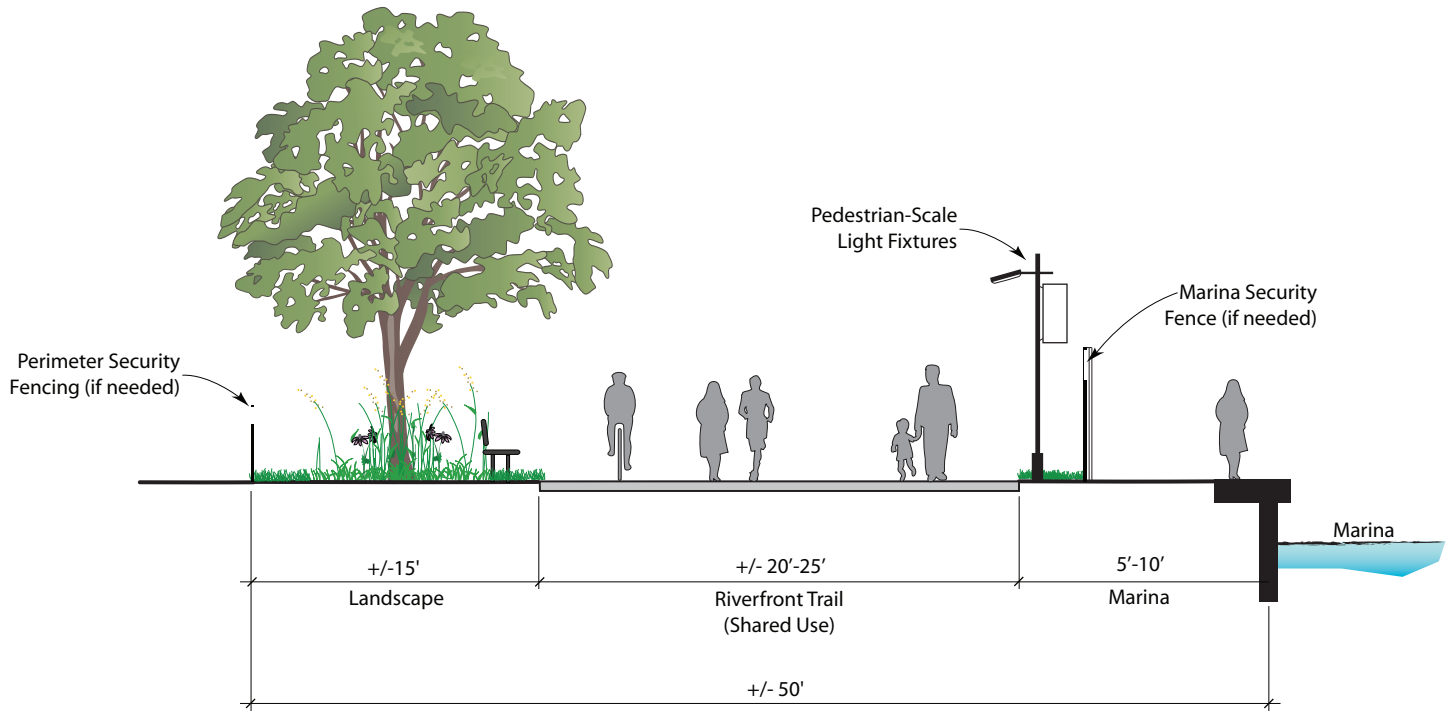 Pedestrian-Scale
Light Fixtures
Marina Security
Fence (if needed)
Perimeter Security
Fencing (if needed)
Marina
+/-15'
+/- 20’-25’
5’-10’
Landscape
Riverfront Trail
(Shared Use)
Marina
+/- 50'